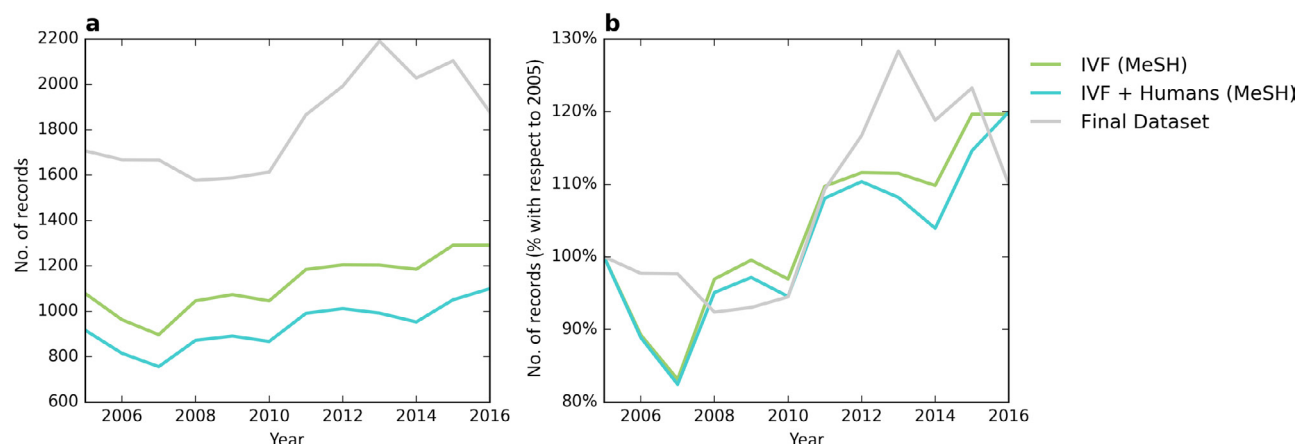 a
2200
2000
1800
1600
1400
1200
1000
800
600
No. of records
2006 2008 2010 2012 2014 2016
Year
b
130%
120%
110%
100%
90%
80%
No. of records (% with respect to 2005)
2006 2008 2010 2012 2014 2016
Year
IVF (MeSH)
IVF + Humans (MeSH)
Final Dataset